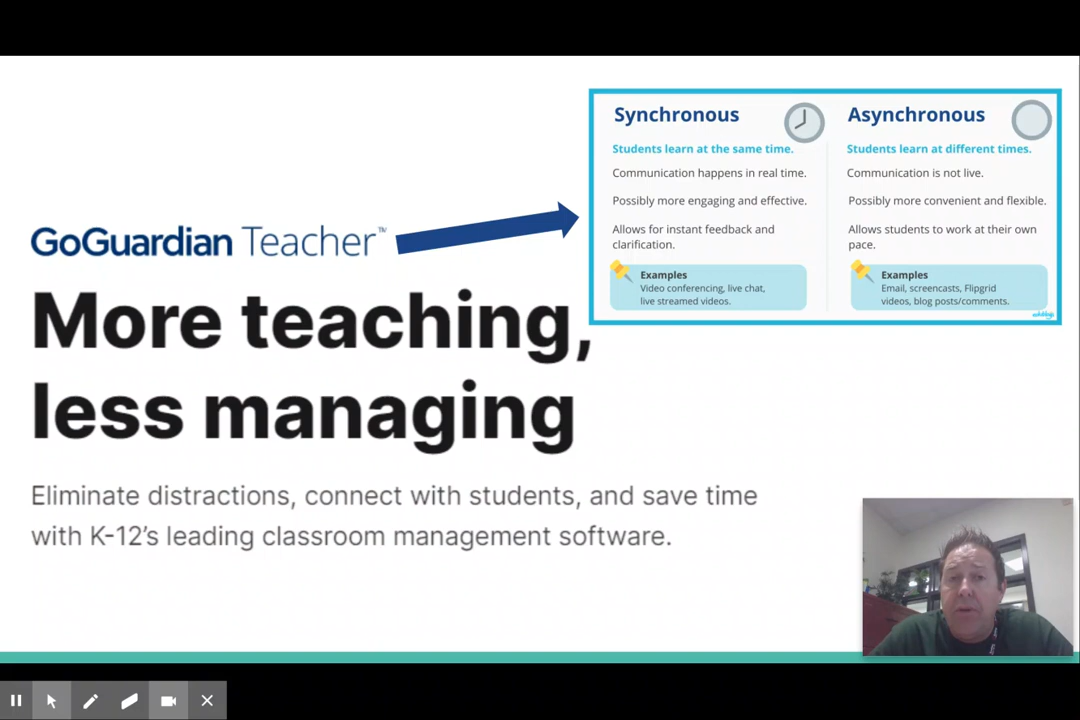 GoGuardian Teacher™
More teaching,
less managing
Eliminate distractions, connect with students, and save time
with K-12’s leading classroom management software.
Synchronous
Students learn at the same time.
Communication happens in real time.
Possibly more engaging and effective.
Allows for instant feedback and
clarification.
Examples
Video conferencing, live chat,
live streamed videos.
Asynchronous
Students learn at different times.
Communication is not live.
Possibly more convenient and flexible.
Allows students to work at their own
pace.
Examples
Email, screencasts, Flipgrid
videos, blog posts/comments.